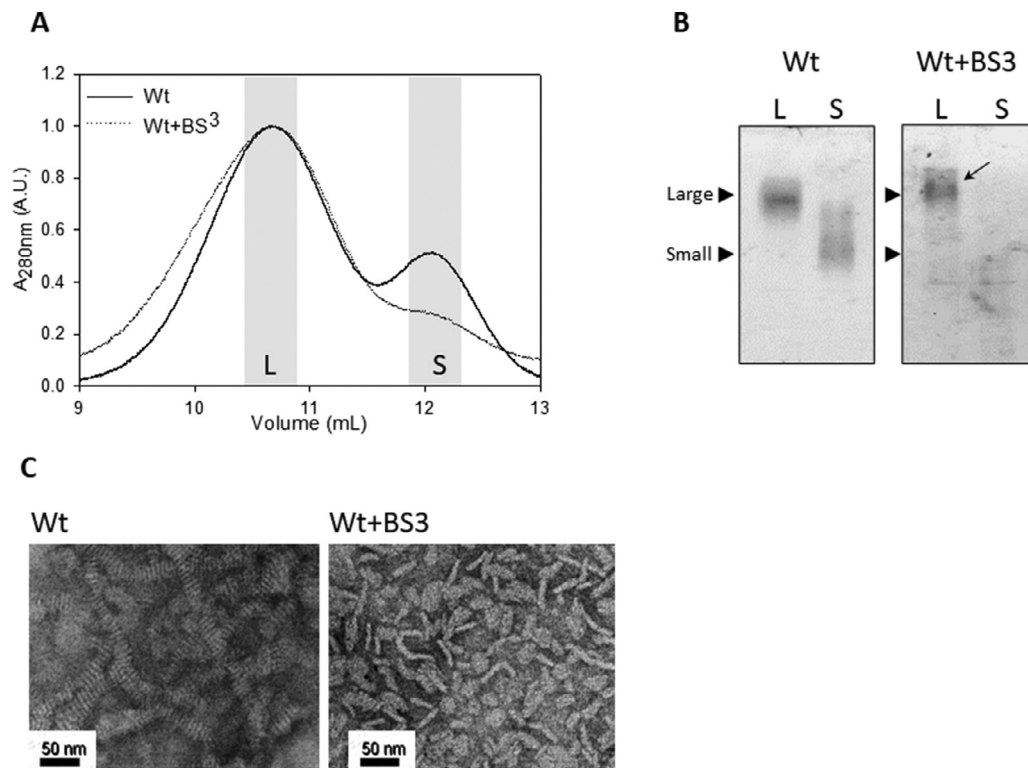 A
1.2
1.0
0.8
0.6
0.4
0.2
0.0
A280nm (A.U.)
Wt
Wt+BS3
L
S
9
10
11
12
13
Volume (mL)
B
Wt
Wt+BS3
L
S
L
S
Large
Small
C
Wt
Wt+BS3
50 nm
50 nm